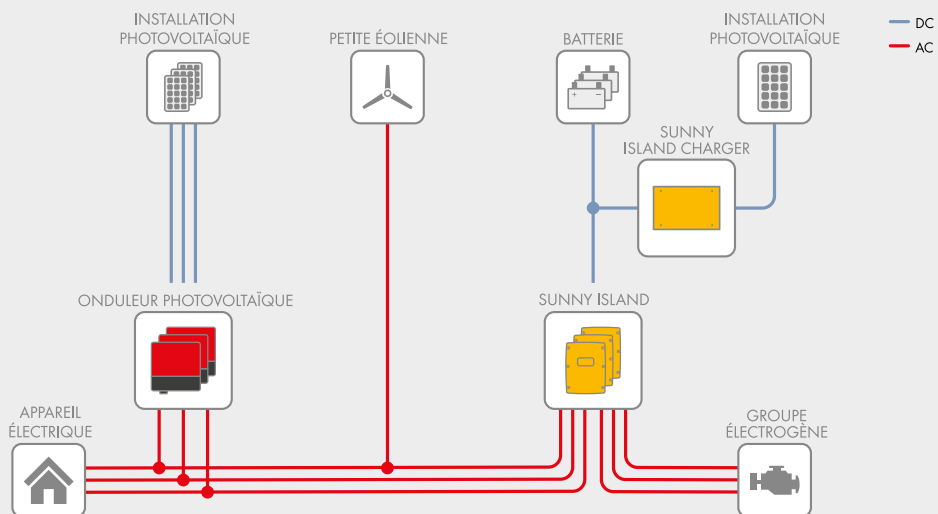 INSTALLATION
PHOTOVOLTAÏQUE
PETITE ÉOLIENNE
BATTERIE
INSTALLATION
PHOTOVOLTAÏQUE
DC
AC
SUNNY
ISLAND CHARGER
ONDULEUR PHOTOVOLTAÏQUE
SUNNY ISLAND
APPAREIL
ÉLECTRIQUE
GROUPE
ÉLECTROGÈNE